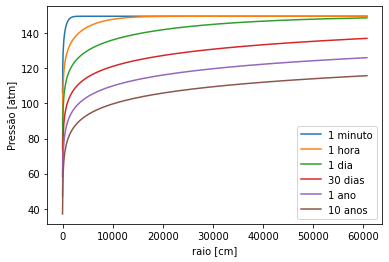 140
120
100
80
60
40
Pressão [atm]
0
10000
20000
30000
40000
50000
60000
raio [cm]
1 minuto
1 hora
1 dia
30 dias
1 ano
10 anos